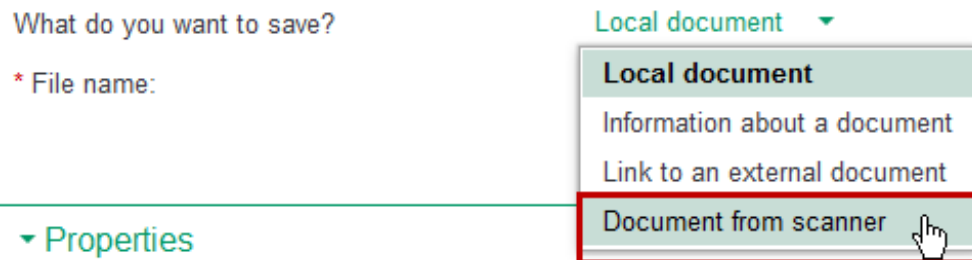 What do you want to save?
Local document
* File name:
Local document
Information about a document
Link to an external document
Document from scanner
Properties